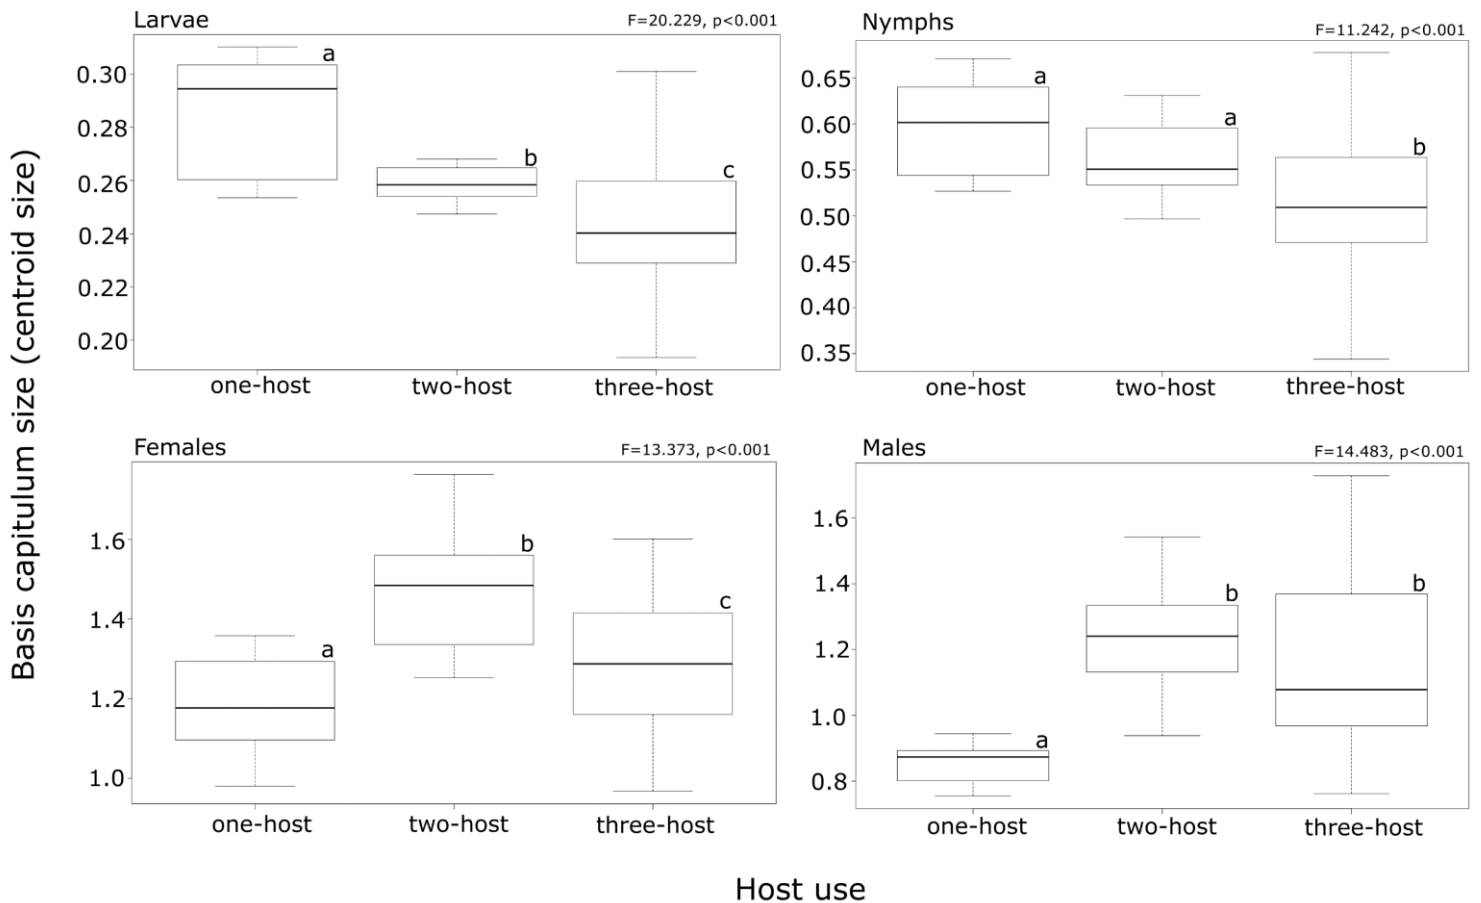 Basis capitulum size (centroid size)
Larvae
F=20.229, p<0.001
0.30
0.28
0.26
0.24
0.22
0.20
a
b
c
one-host
two-host
three-host
Nymphs
F=11.242, p<0.001
0.65
0.60
0.55
0.50
0.45
0.40
0.35
a
a
b
one-host
two-host
three-host
Females
F=13.373, p<0.001
1.6
1.4
1.2
1.0
a
b
c
one-host
two-host
three-host
Males
F=14.483, p<0.001
1.6
1.4
1.2
1.0
0.8
a
b
b
one-host
two-host
three-host
Host use